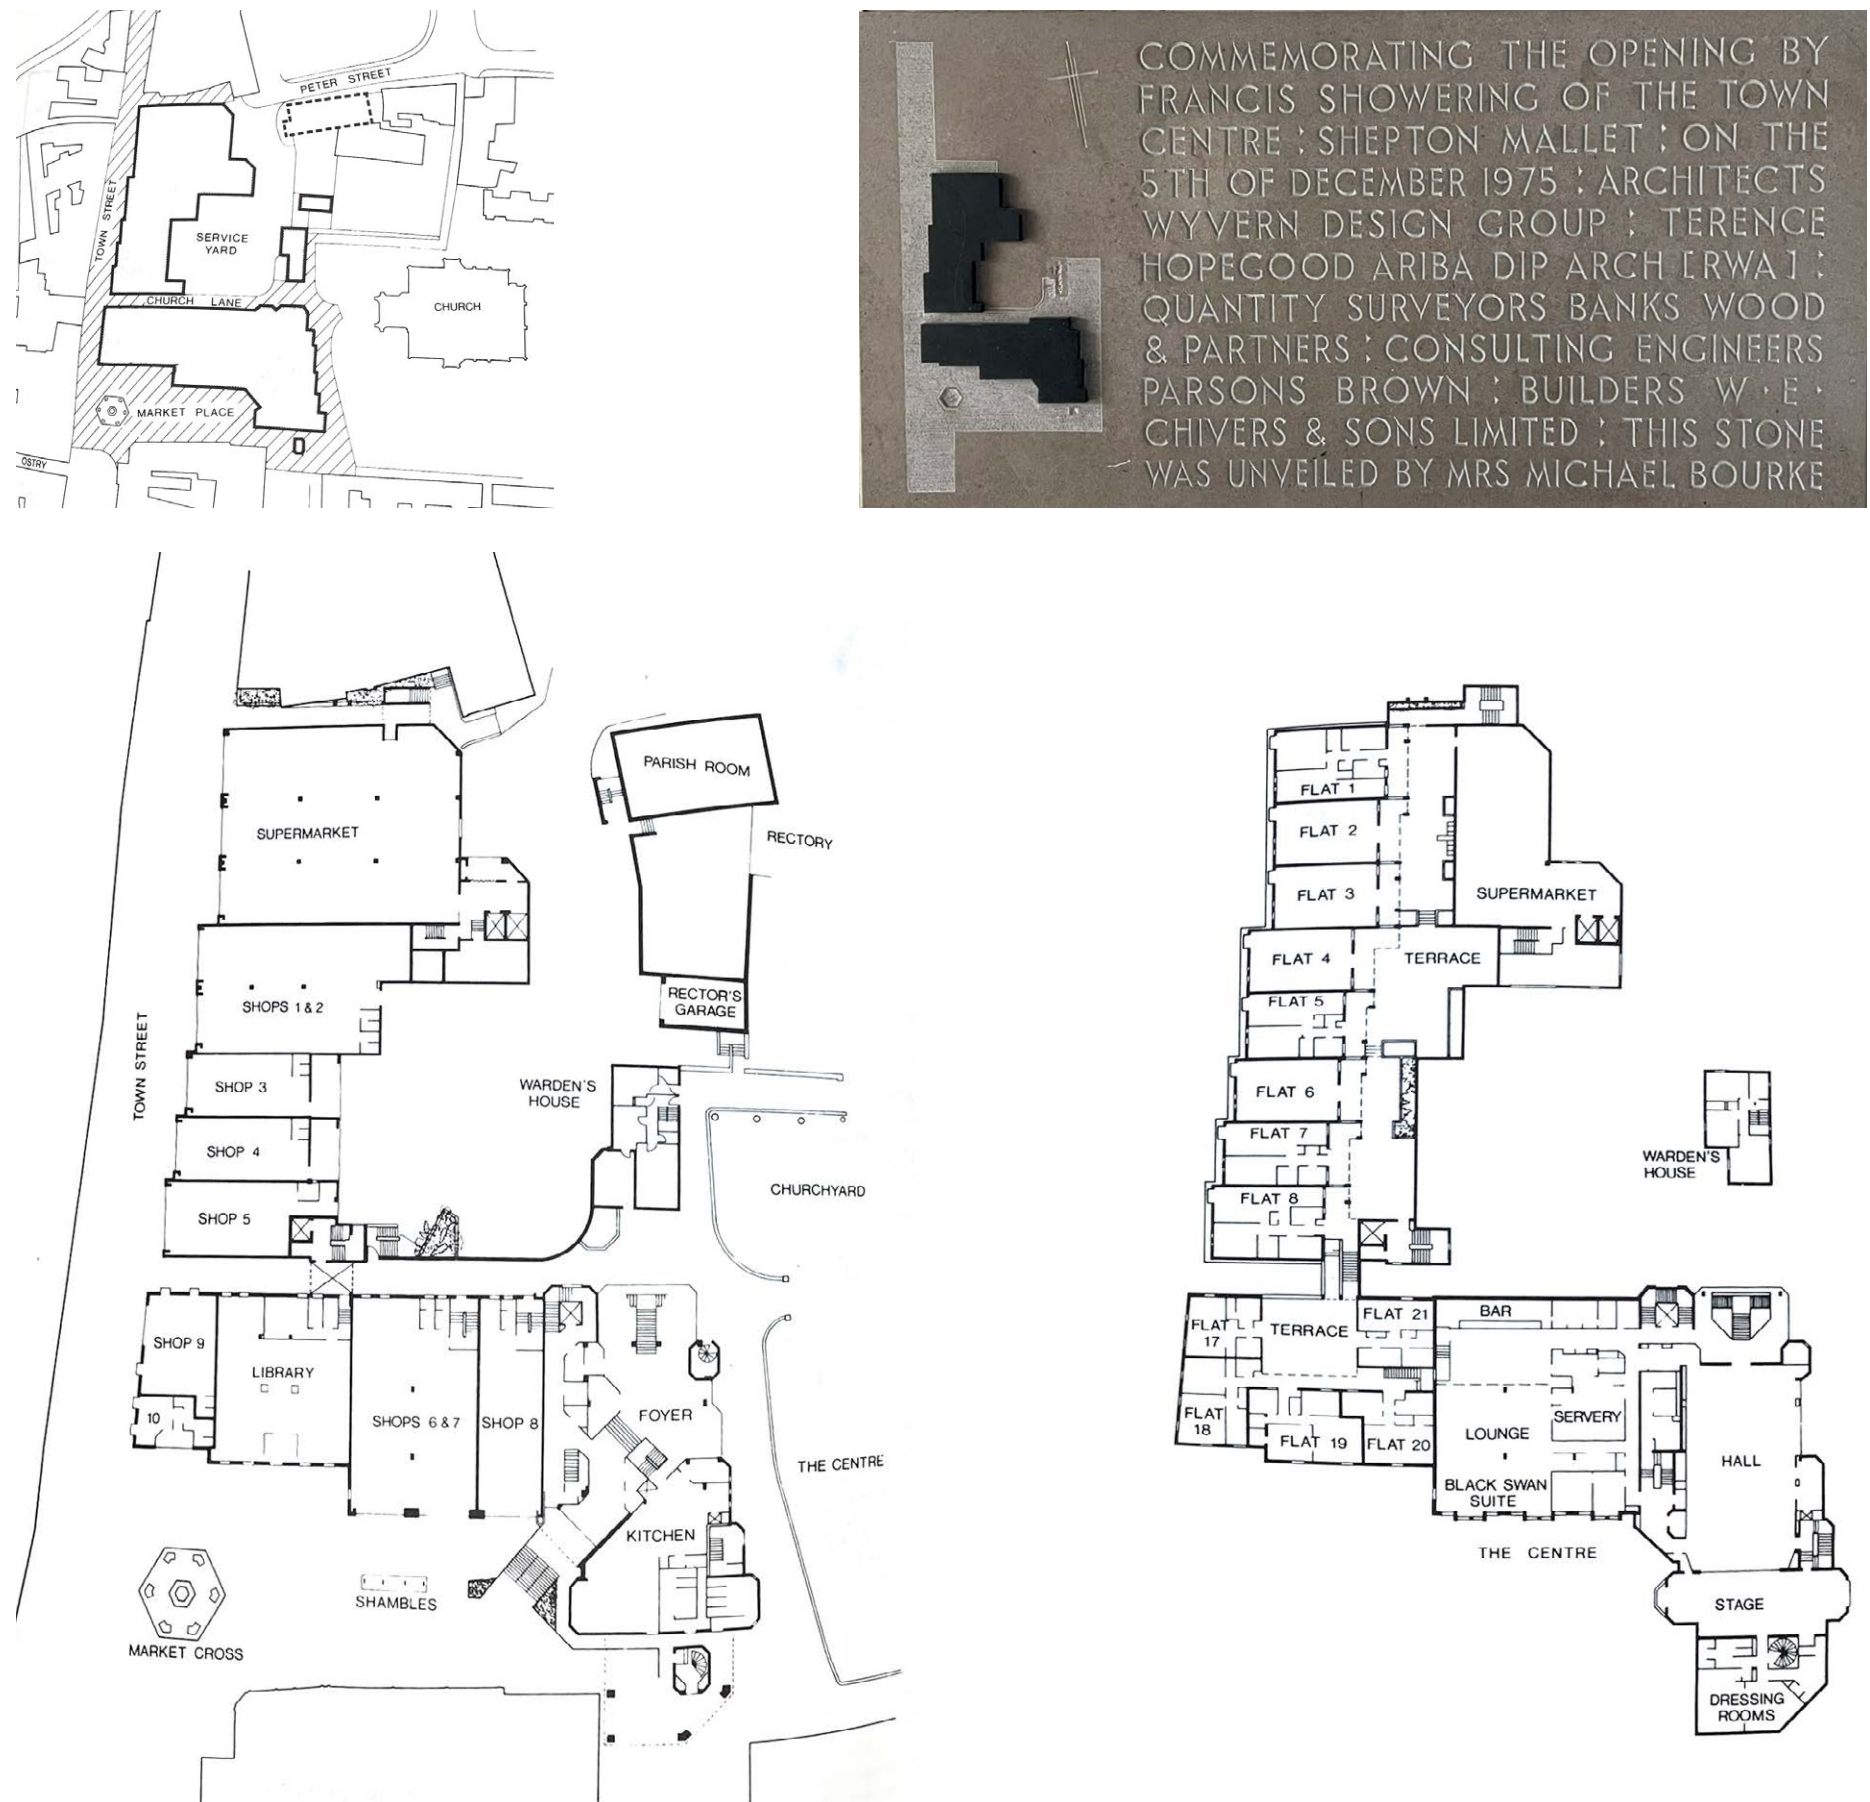 PETER STREET
TOWN STREET
SERVICE
YARD
CHURCH LANE
CHURCH
MARKET PLACE
OSTRY
COMMEMORATING THE OPENING BY
FRANCIS SHOWERING OF THE TOWN
CENTRE : SHEPTON MALLET : ON THE
5TH OF DECEMBER 1975 : ARCHITECTS
WYVERN DESIGN GROUP : TERENCE
HOPEGOOD ARIBA DIP ARCH [RWA] :
QUANTITY SURVEYORS BANKS WOOD
& PARTNERS : CONSULTING ENGINEERS
PARSONS BROWN : BUILDERS W · E ·
CHIVERS & SONS LIMITED : THIS STONE
WAS UNVEILED BY MRS MICHAEL BOURKE
PARISH ROOM
SUPERMARKET
RECTORY
RECTOR'S
GARAGE
SHOPS 1 & 2
TOWN STREET
SHOP 3
WARDEN'S
HOUSE
SHOP 4
CHURCHYARD
SHOP 5
SHOP 9
LIBRARY
10
SHOPS 6 & 7
SHOP 8
FOYER
THE CENTRE
KITCHEN
SHAMBLES
MARKET CROSS
FLAT 1
FLAT 2
FLAT 3
SUPERMARKET
FLAT 4
TERRACE
FLAT 5
FLAT 6
FLAT 7
WARDEN'S
HOUSE
FLAT 8
FLAT
17
TERRACE
FLAT 21
BAR
FLAT
18
FLAT 19
FLAT 20
LOUNGE
SERVERY
HALL
BLACK SWAN
SUITE
THE CENTRE
STAGE
DRESSING
ROOMS